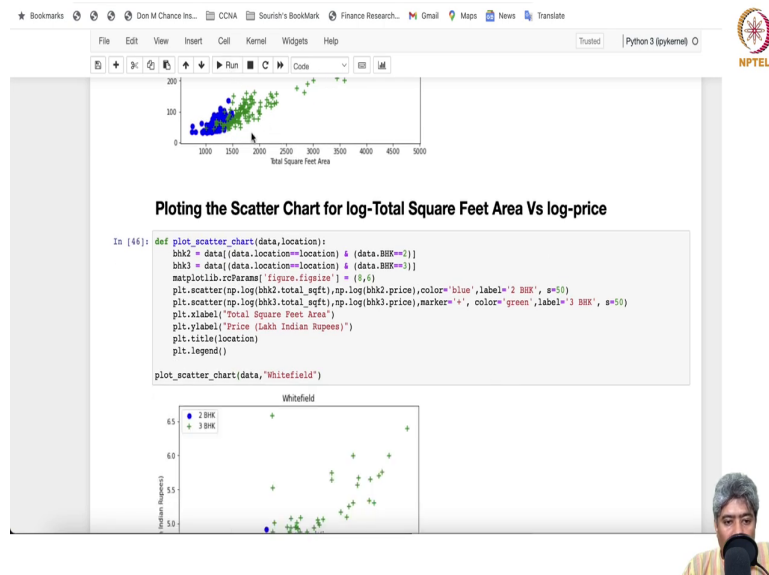 Bookmarks Don M Chance Ins... CCNA Sourish's BookMark Finance Research... Gmail Maps News Translate
NPTEL
File Edit View Insert Cell Kernel Widgets Help Trusted Python 3 (ipykernel)
Run Code
200
100
0
1000 1500 2000 2500 3000 3500 4000 4500 5000
Total Square Feet Area
Ploting the Scatter Chart for log-Total Square Feet Area Vs log-price
In [46]: def plot_scatter_chart(data,location):
bhk2 = data[(data.location==location) & (data.BHK==2)]
bhk3 = data[(data.location==location) & (data.BHK==3)]
matplotlib.rcParams['figure.figsize'] = (8,6)
plt.scatter(np.log(bhk2.total_sqft),np.log(bhk2.price),color='blue',label='2 BHK', s=50)
plt.scatter(np.log(bhk3.total_sqft),np.log(bhk3.price),marker='+', color='green',label='3 BHK', s=50)
plt.xlabel("Total Square Feet Area")
plt.ylabel("Price (Lakh Indian Rupees)")
plt.title(location)
plt.legend()
plot_scatter_chart(data,"Whitefield")
Whitefield
2 BHK
3 BHK
6.5
6.0
5.5
5.0
Indian Rupees)